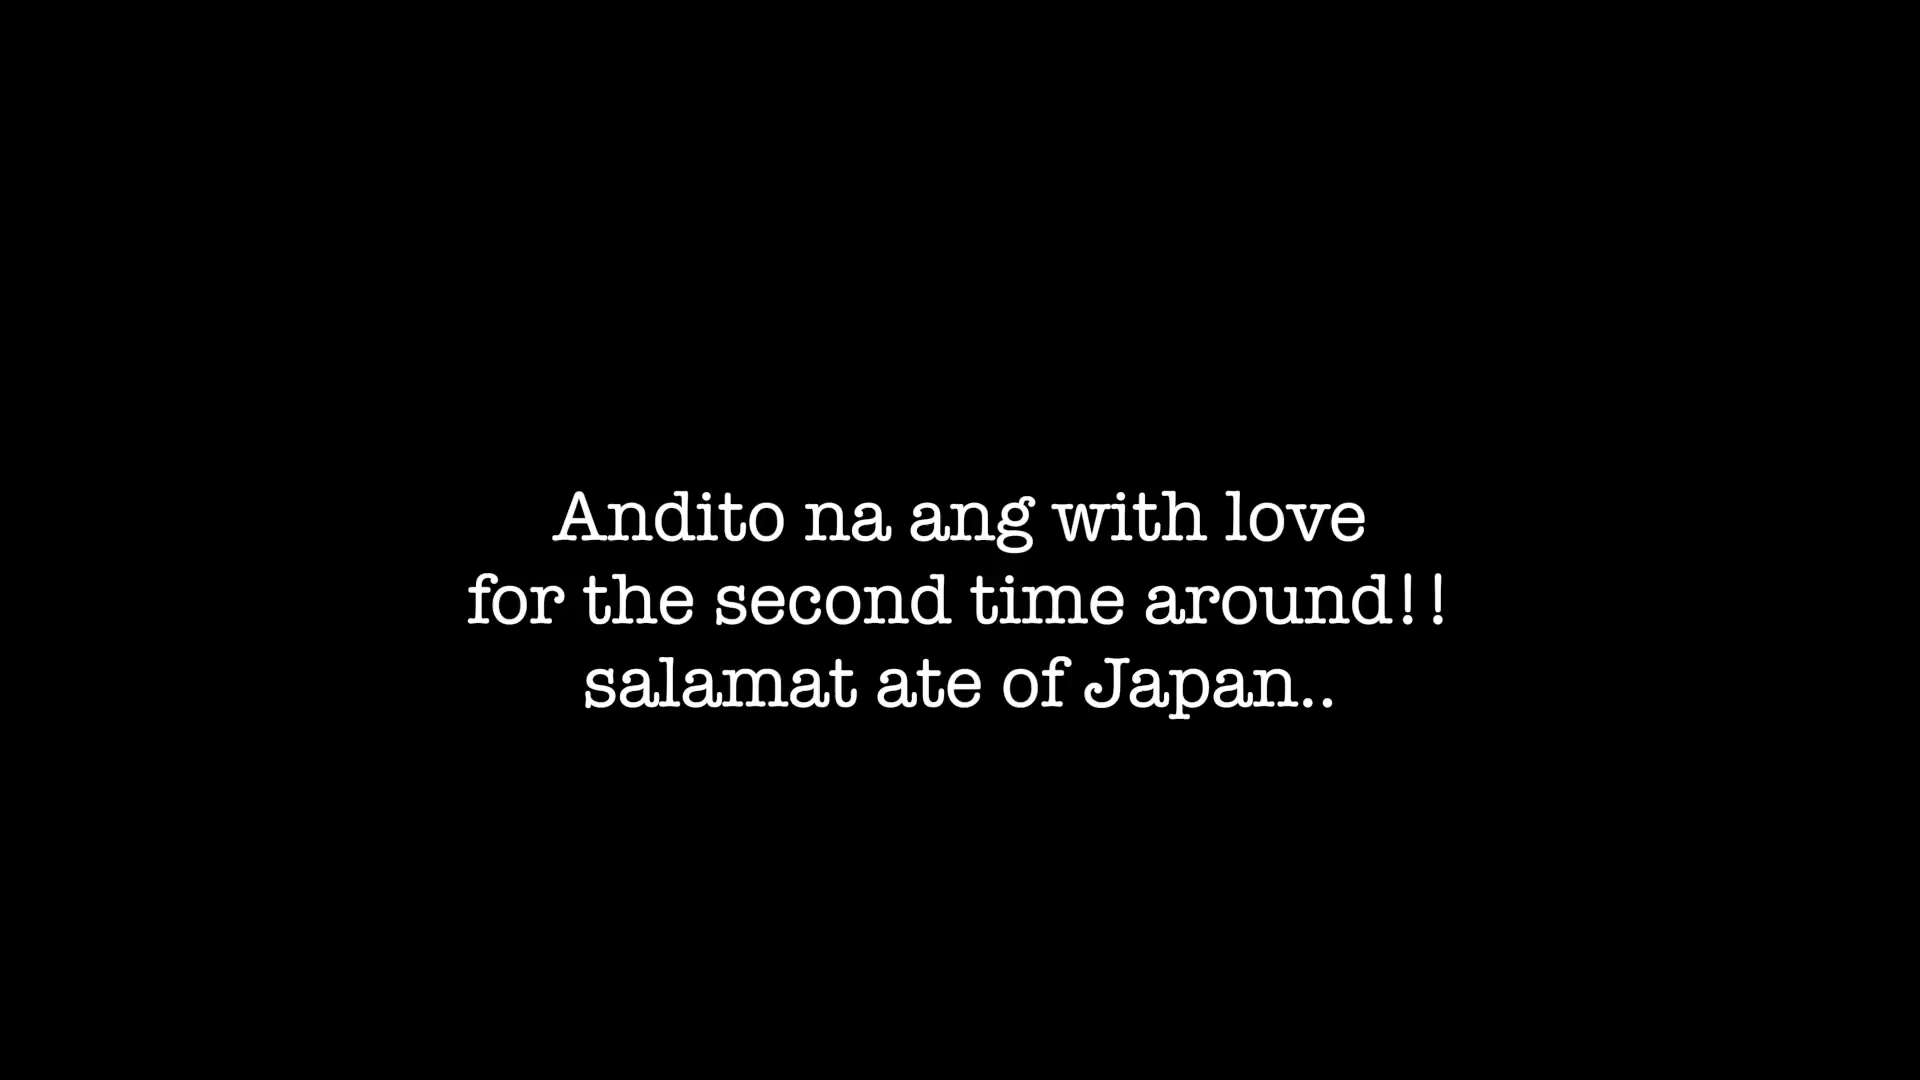 Andito na ang with love
for the second time around!!
salamat ate of Japan..